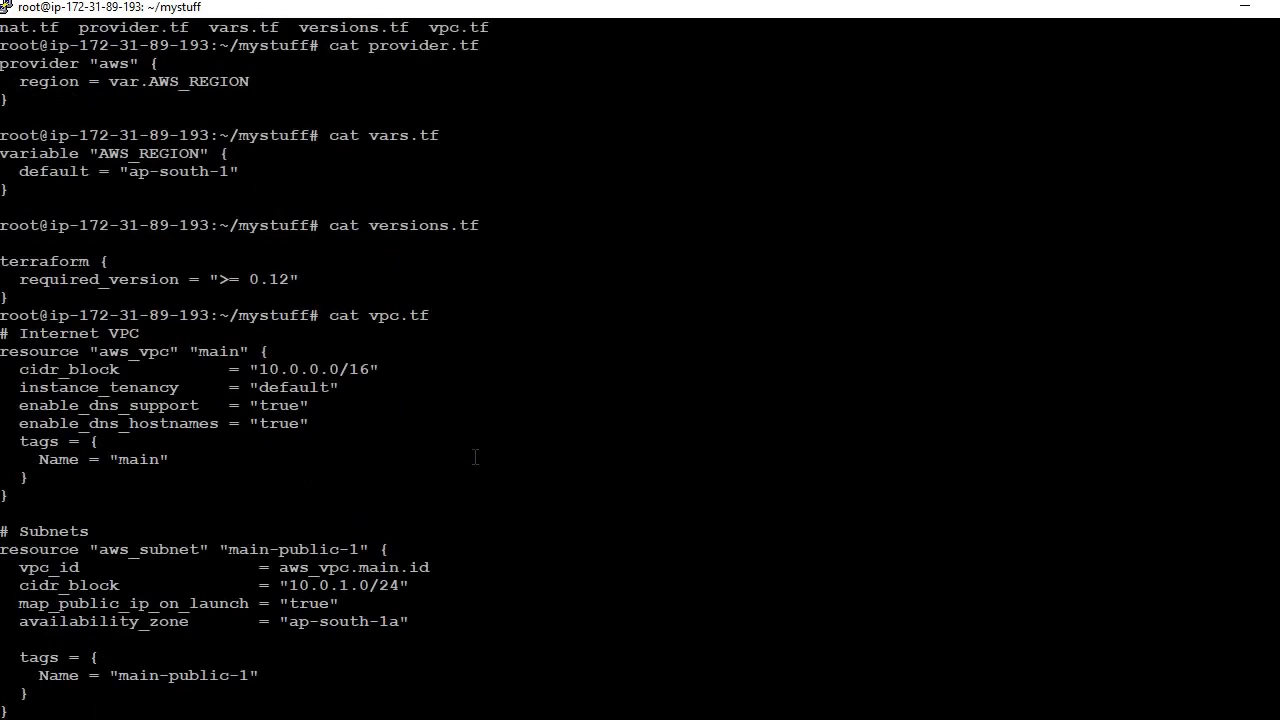 root@ip-172-31-89-193: ~/mystuff
nat.tf  provider.tf  vars.tf  versions.tf  vpc.tf
root@ip-172-31-89-193:~/mystuff# cat provider.tf
provider "aws" {
  region = var.AWS_REGION
}

root@ip-172-31-89-193:~/mystuff# cat vars.tf
variable "AWS_REGION" {
  default = "ap-south-1"
}

root@ip-172-31-89-193:~/mystuff# cat versions.tf

terraform {
  required_version = ">= 0.12"
}
root@ip-172-31-89-193:~/mystuff# cat vpc.tf
# Internet VPC
resource "aws_vpc" "main" {
  cidr_block           = "10.0.0.0/16"
  instance_tenancy     = "default"
  enable_dns_support   = "true"
  enable_dns_hostnames = "true"
  tags = {
    Name = "main"
  }
}

# Subnets
resource "aws_subnet" "main-public-1" {
  vpc_id                  = aws_vpc.main.id
  cidr_block              = "10.0.1.0/24"
  map_public_ip_on_launch = "true"
  availability_zone       = "ap-south-1a"

  tags = {
    Name = "main-public-1"
  }
}